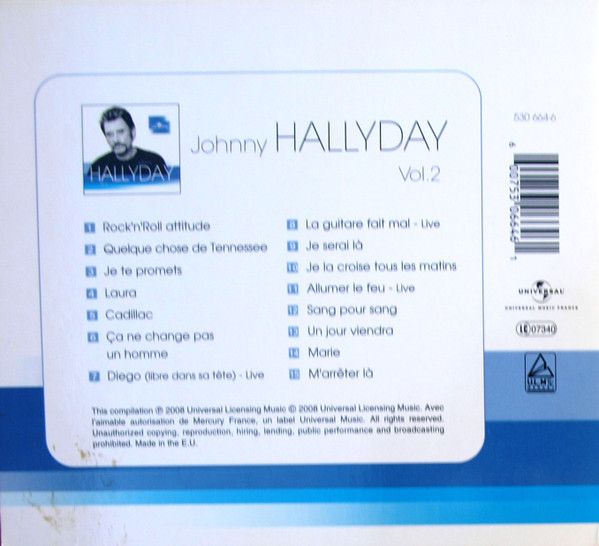 Johnny HALLYDAY
Vol.2
HALLYDAY
1 Rock'n'Roll attitude
2 Quelque chose de Tennessee
3 Je te promets
4 Laura
5 Cadillac
6 Ça ne change pas
un homme
7 Diego (libre dans sa tête) - Live
8 La guitare fait mal - Live
9 Je serai là
10 Je la croise tous les matins
11 Allumer le feu - Live
12 Sang pour sang
13 Un jour viendra
14 Marie
15 M'arrêter là
This compilation ℗ 2008 Universal Licensing Music © 2008 Universal Licensing Music. Avec
l'aimable autorisation de Mercury France, un label Universal Music. All rights reserved.
Unauthorized copying, reproduction, hiring, lending, public performance and broadcasting
prohibited. Made in the E.U.
530 664-6
6 00753 06646 1
UNIVERSAL
UNIVERSAL MUSIC FRANCE
LC 07340
ULM